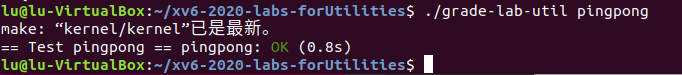 lu@lu-VirtualBox:~/xv6-2020-labs-forUtilities$ ./grade-lab-util pingpong
make: “kernel/kernel”已是最新。
== Test pingpong == pingpong: OK (0.8s)
lu@lu-VirtualBox:~/xv6-2020-labs-forUtilities$